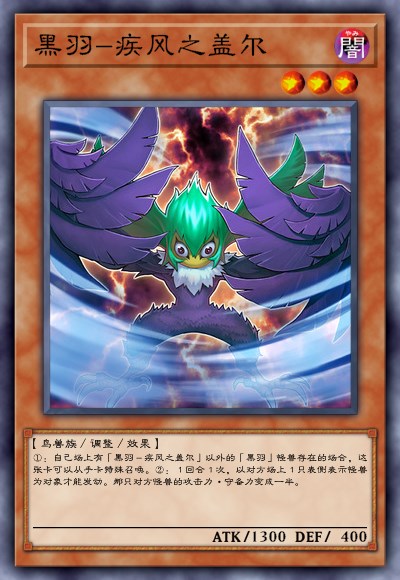 黑羽－疾风之盖尔
やみ
闇
【鸟兽族／调整／效果】
①：自己场上有「黑羽－疾风之盖尔」以外的「黑羽」怪兽存在的场合，这
张卡可以从手卡特殊召唤。②：1回合1次，以对方场上1只表侧表示怪兽
为对象才能发动。那只对方怪兽的攻击力·守备力变成一半。
ATK/1300 DEF/ 400